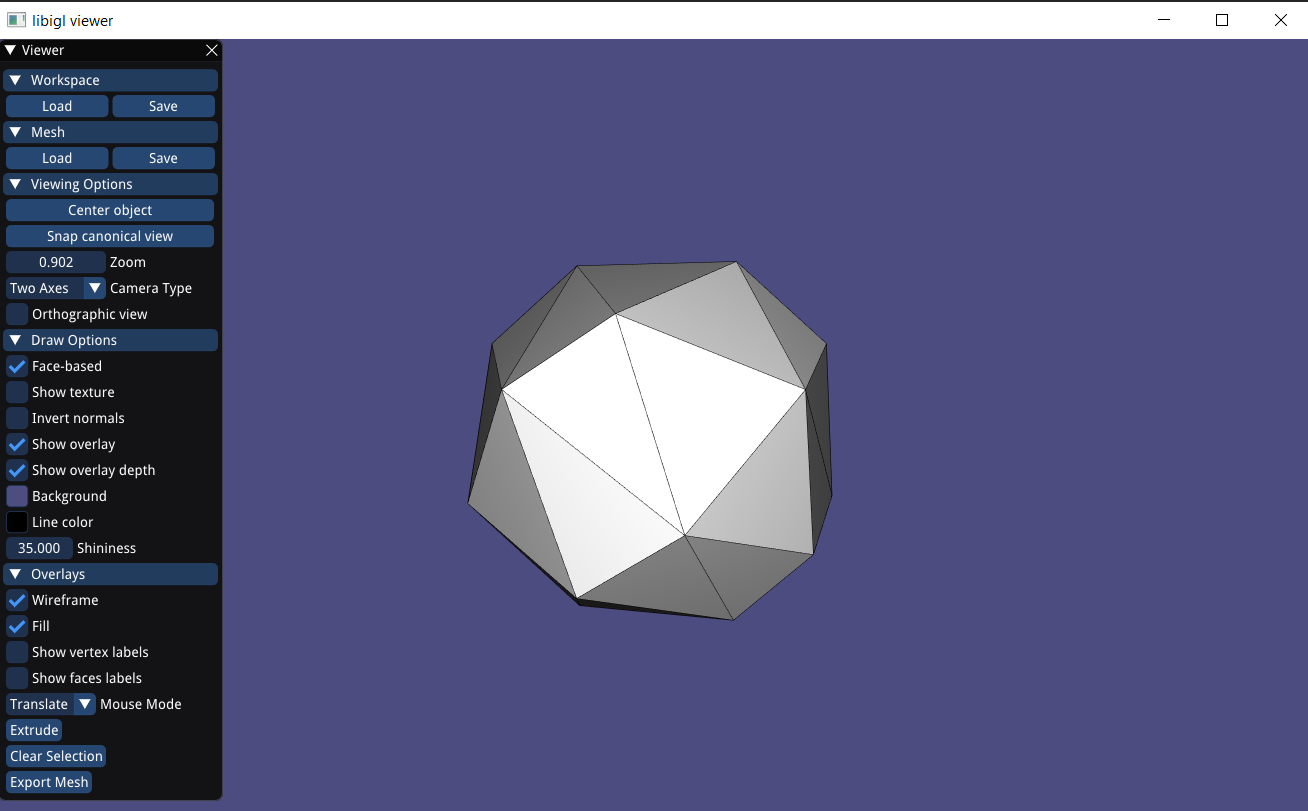 libigl viewer
Viewer
Workspace
Load Save
Mesh
Load Save
Viewing Options
Center object
Snap canonical view
0.902 Zoom
Two Axes Camera Type
Orthographic view
Draw Options
Face-based
Show texture
Invert normals
Show overlay
Show overlay depth
Background
Line color
35.000 Shininess
Overlays
Wireframe
Fill
Show vertex labels
Show faces labels
Translate Mouse Mode
Extrude
Clear Selection
Export Mesh